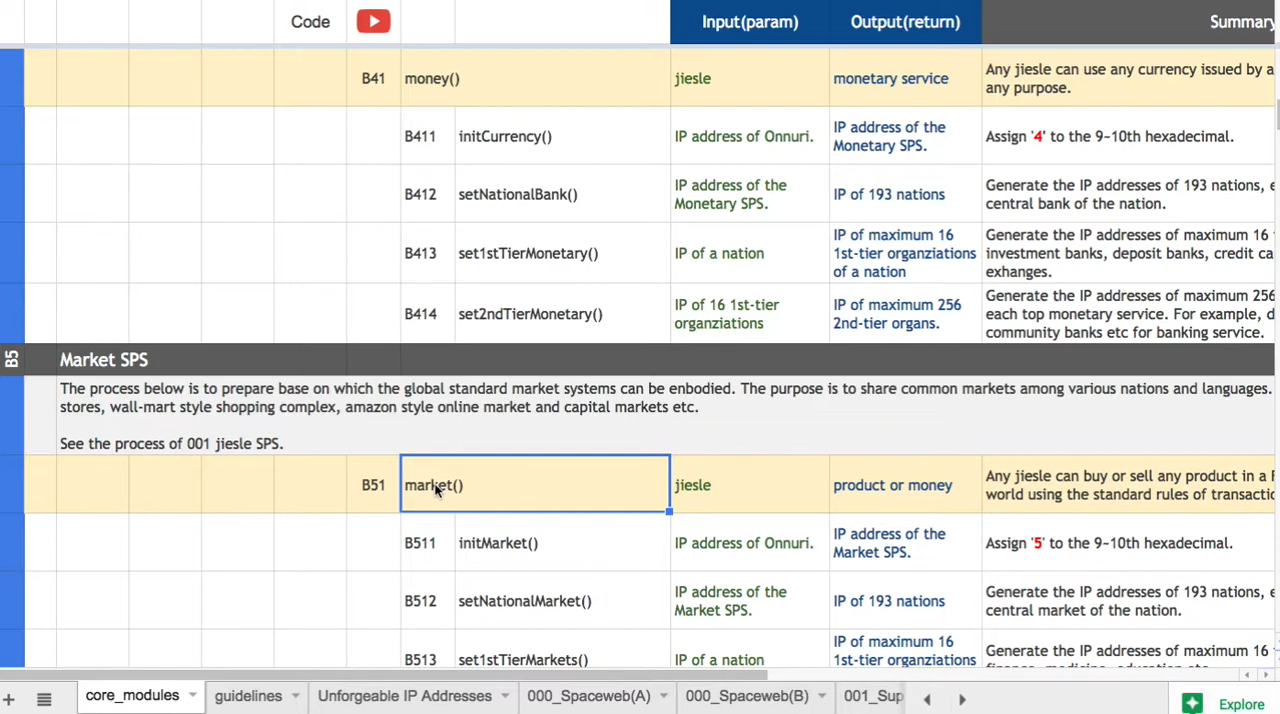 Code Input(param) Output(return) Summary
B41 money() jiesle monetary service Any jiesle can use any currency issued by a
any purpose.
B411 initCurrency() IP address of Onnuri. IP address of the
Monetary SPS. Assign '4' to the 9~10th hexadecimal.
B412 setNationalBank() IP address of the
Monetary SPS. IP of 193 nations Generate the IP addresses of 193 nations, e
central bank of the nation.
B413 set1stTierMonetary() IP of a nation IP of maximum 16
1st-tier organziations
of a nation Generate the IP addresses of maximum 16
investment banks, deposit banks, credit ca
exhanges.
B414 set2ndTierMonetary() IP of 16 1st-tier
organziations IP of maximum 256
2nd-tier organs. Generate the IP addresses of maximum 256
each top monetary service. For example, d
community banks etc for banking service.
B5 Market SPS
The process below is to prepare base on which the global standard market systems can be enbodied. The purpose is to share common markets among various nations and languages.
stores, wall-mart style shopping complex, amazon style online market and capital markets etc.
See the process of 001 jiesle SPS.
B51 market() jiesle product or money Any jiesle can buy or sell any product in a
world using the standard rules of transactic
B511 initMarket() IP address of Onnuri. IP address of the
Market SPS. Assign '5' to the 9~10th hexadecimal.
B512 setNationalMarket() IP address of the
Market SPS. IP of 193 nations Generate the IP addresses of 193 nations, e
central market of the nation.
B513 set1stTierMarkets() IP of a nation IP of maximum 16
1st-tier organziations Generate the IP addresses of maximum 16
core_modules guidelines Unforgeable IP Addresses 000_Spaceweb(A) 000_Spaceweb(B) 001_Sup Explore